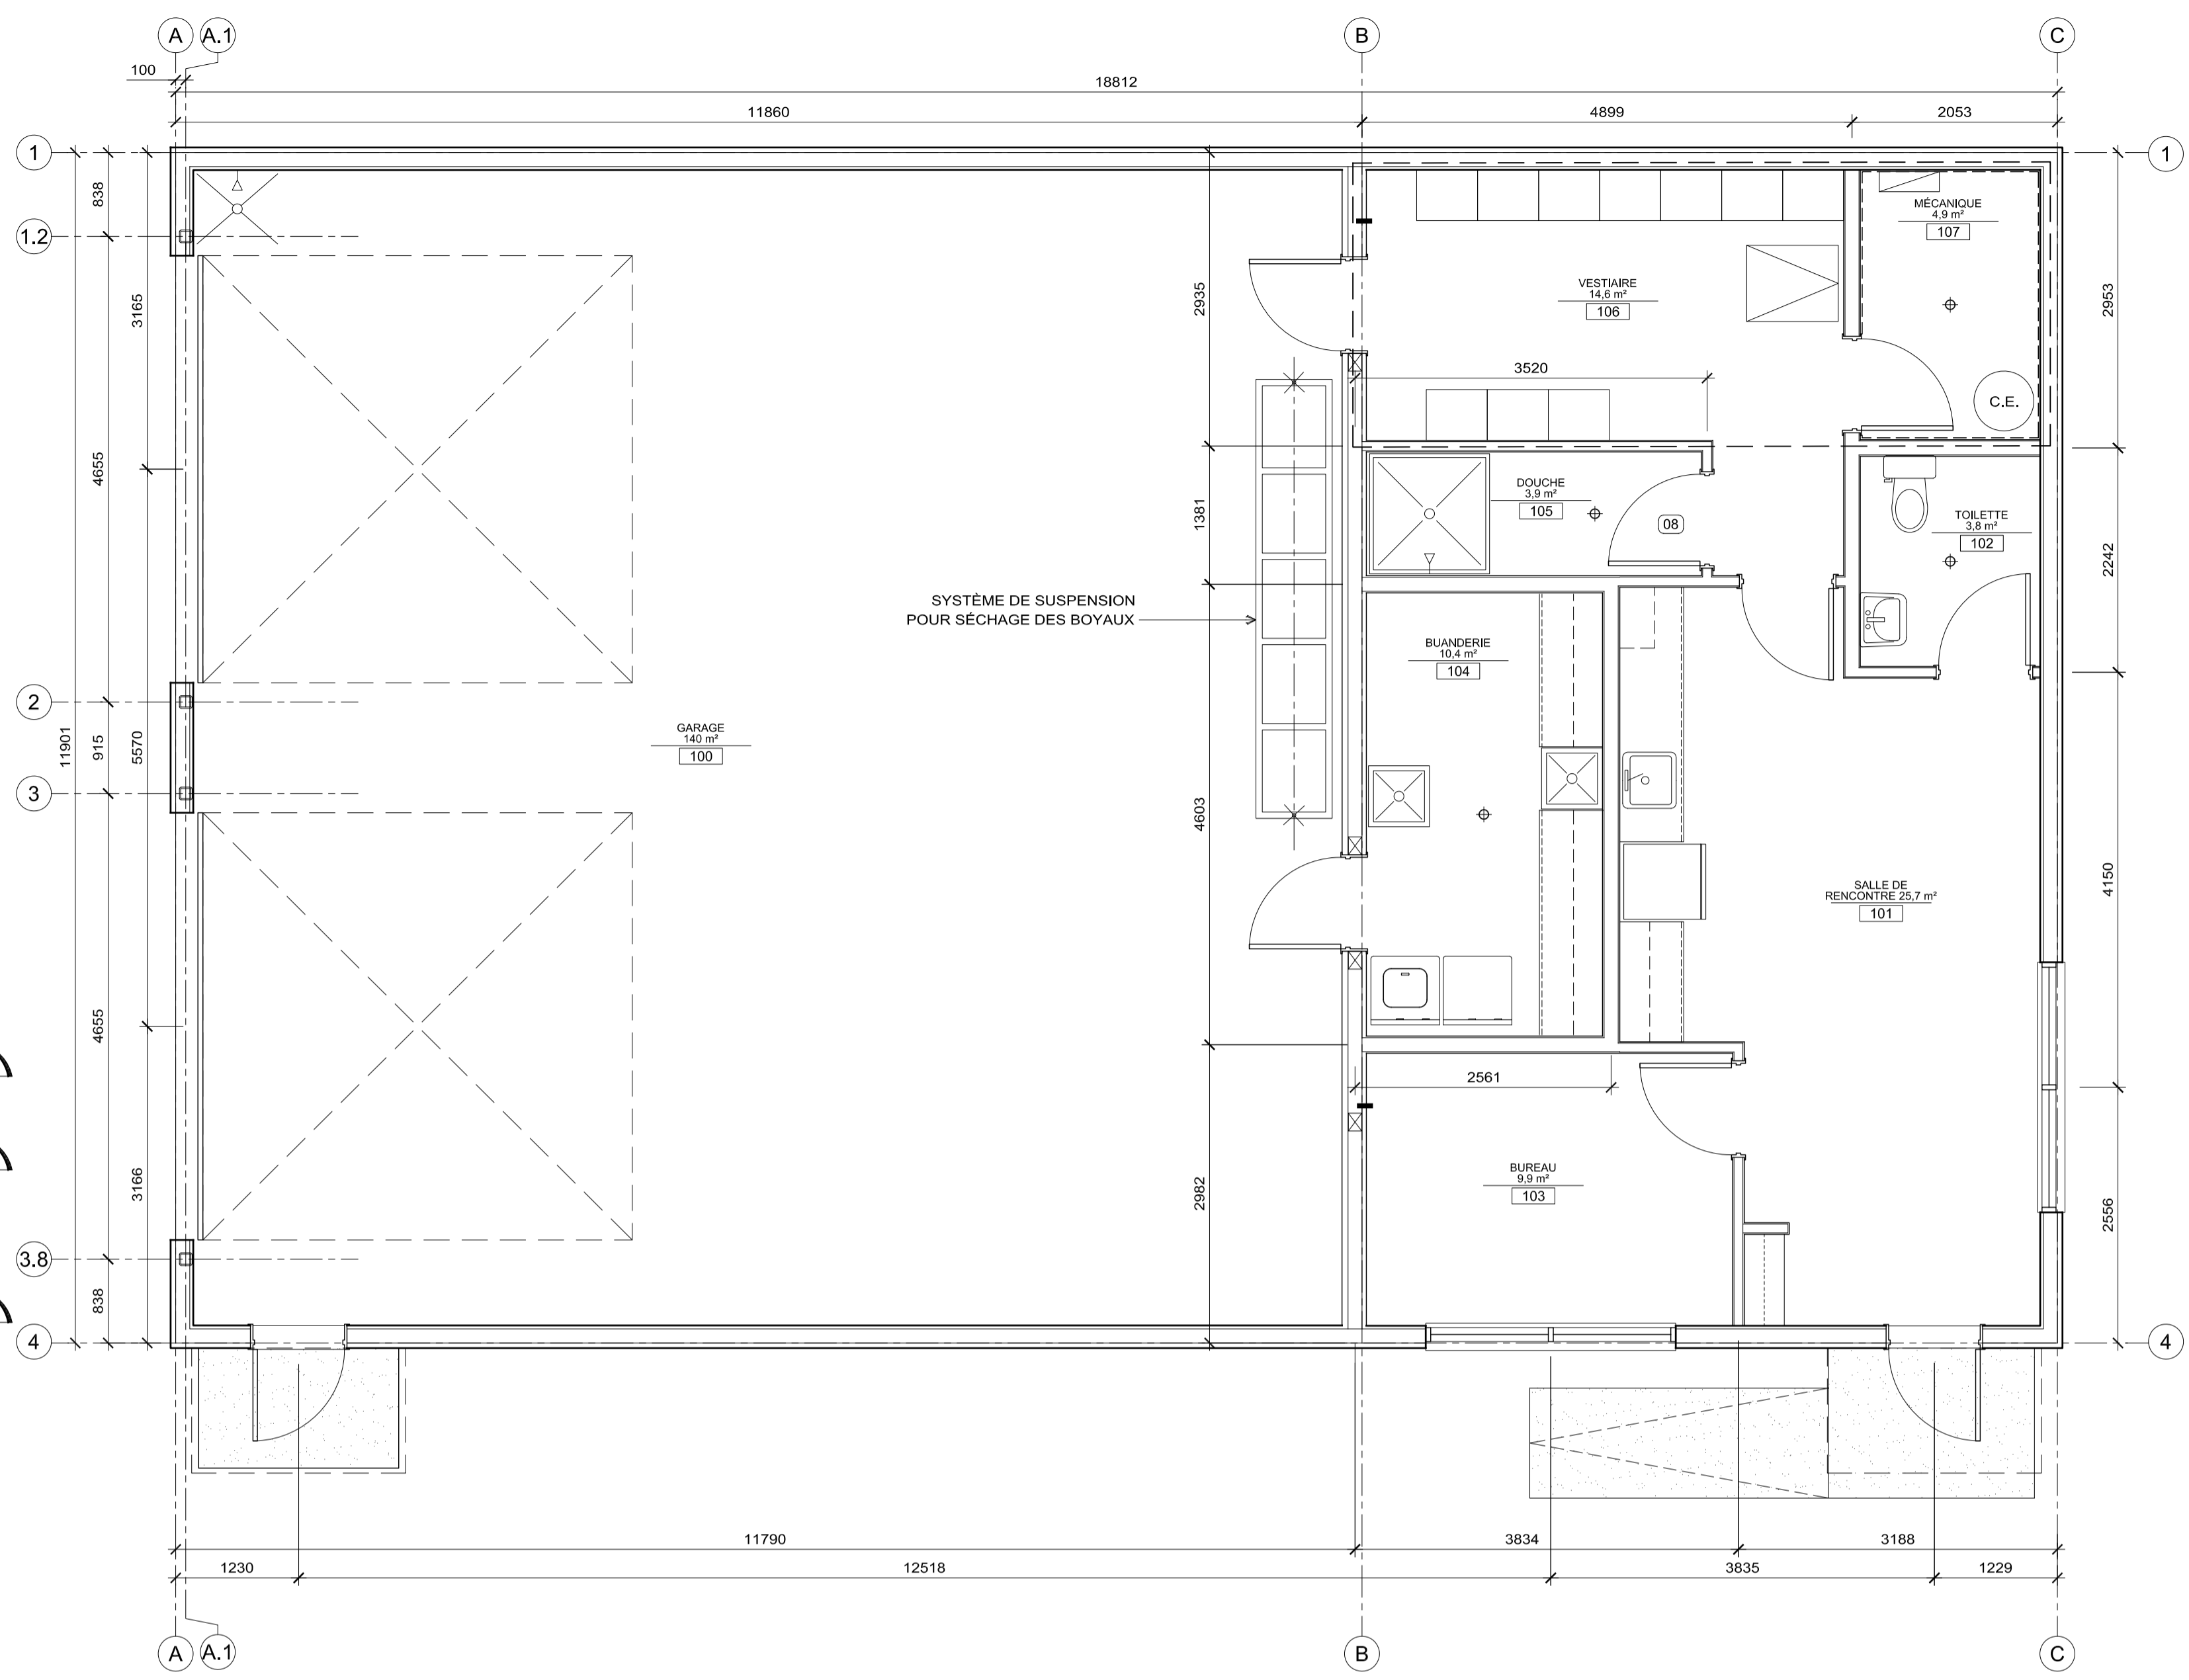 A
A.1
B
C
100
18812
11860
4899
2053
1
1
838
1.2
3165
2935
2953
MÉCANIQUE
4,9 m²
107
VESTIAIRE
14,6 m²
106
3520
C.E.
4655
1381
DOUCHE
3,9 m²
105
08
TOILETTE
3,8 m²
102
2242
SYSTÈME DE SUSPENSION
POUR SÉCHAGE DES BOYAUX
BUANDERIE
10,4 m²
104
2
11901
915
5570
GARAGE
140 m²
100
3
4603
SALLE DE
RENCONTRE 25,7 m²
101
4150
4655
2561
3166
2982
BUREAU
9,9 m²
103
2556
3.8
838
4
4
11790
3834
3188
1230
12518
3835
1229
A
A.1
B
C